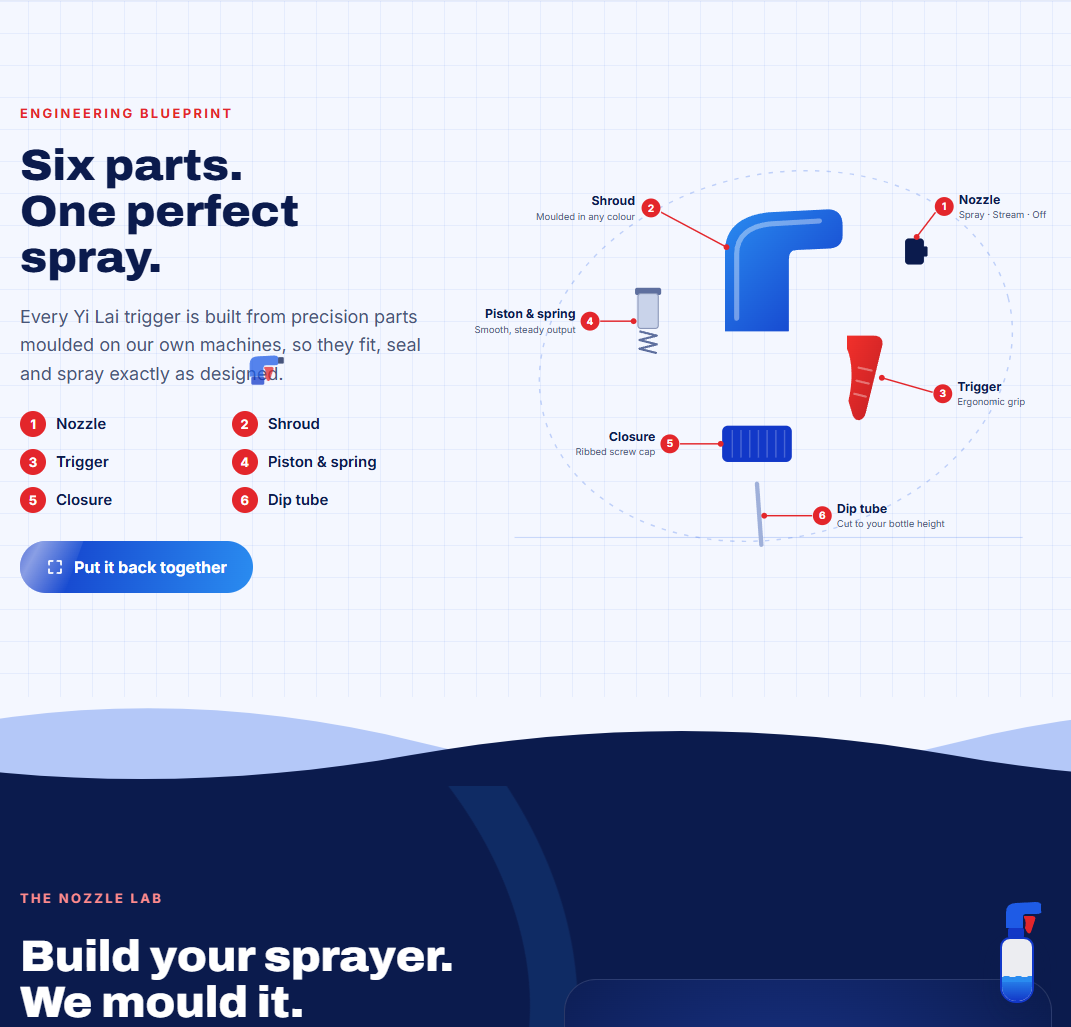 ENGINEERING BLUEPRINT
Six parts.
One perfect
spray.
Every Yi Lai trigger is built from precision parts
moulded on our own machines, so they fit, seal
and spray exactly as designed.
1 Nozzle
2 Shroud
3 Trigger
4 Piston & spring
5 Closure
6 Dip tube
Put it back together
Shroud 2
Moulded in any colour
1 Nozzle
Spray · Stream · Off
Piston & spring 4
Smooth, steady output
3 Trigger
Ergonomic grip
Closure 5
Ribbed screw cap
6 Dip tube
Cut to your bottle height
THE NOZZLE LAB
Build your sprayer.
We mould it.